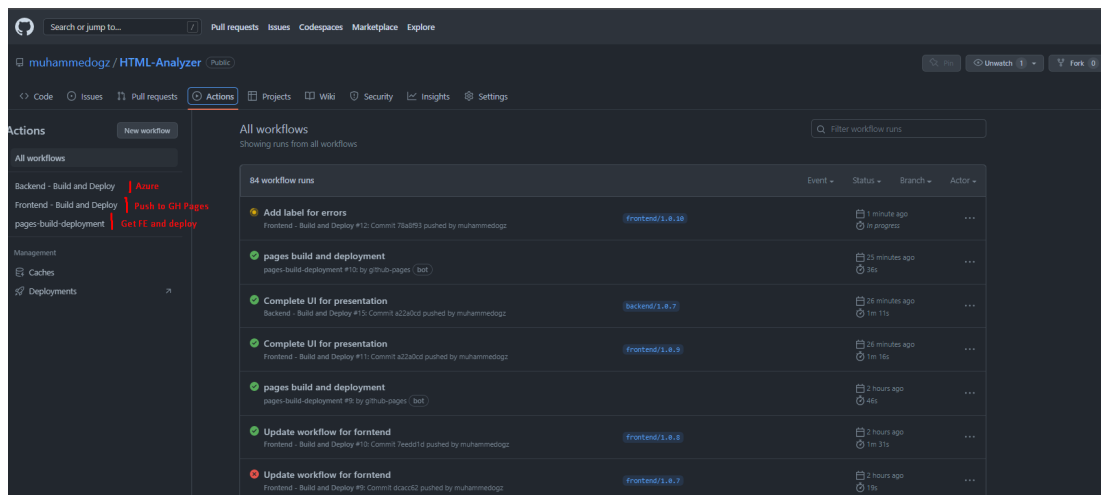 Search or jump to... / Pull requests Issues Codespaces Marketplace Explore
muhammedogz / HTML-Analyzer Public Pin Unwatch 1 Fork 0
Code Issues Pull requests Actions Projects Wiki Security Insights Settings
Actions New workflow
All workflows
Backend - Build and Deploy Azure
Frontend - Build and Deploy Push to GH Pages
pages-build-deployment Get FE and deploy
Management
Caches
Deployments
All workflows
Showing runs from all workflows
Filter workflow runs
84 workflow runs Event Status Branch Actor
Add label for errors
Frontend - Build and Deploy #12: Commit 78a8f93 pushed by muhammedogz
frontend/1.0.10
1 minute ago
In progress
pages build and deployment
pages-build-deployment #10: by github-pages bot
25 minutes ago
36s
Complete UI for presentation
Backend - Build and Deploy #15: Commit a22a0cd pushed by muhammedogz
backend/1.0.7
26 minutes ago
1m 11s
Complete UI for presentation
Frontend - Build and Deploy #11: Commit a22a0cd pushed by muhammedogz
frontend/1.0.9
26 minutes ago
1m 16s
pages build and deployment
pages-build-deployment #9: by github-pages bot
2 hours ago
46s
Update workflow for forntend
Frontend - Build and Deploy #10: Commit 7eedd1d pushed by muhammedogz
frontend/1.0.8
2 hours ago
1m 31s
Update workflow for forntend
Frontend - Build and Deploy #9: Commit dcacc62 pushed by muhammedogz
frontend/1.0.7
2 hours ago
19s